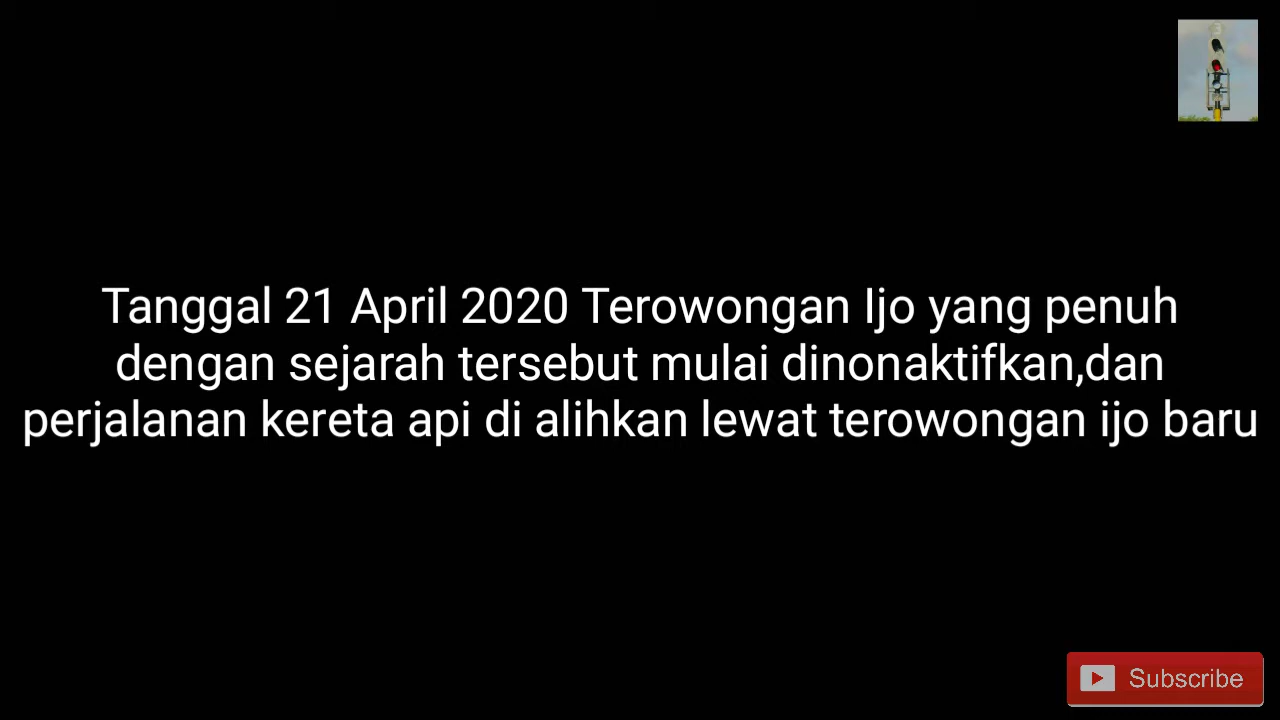 Tanggal 21 April 2020 Terowongan Ijo yang penuh
dengan sejarah tersebut mulai dinonaktifkan,dan
perjalanan kereta api di alihkan lewat terowongan ijo baru
Subscribe